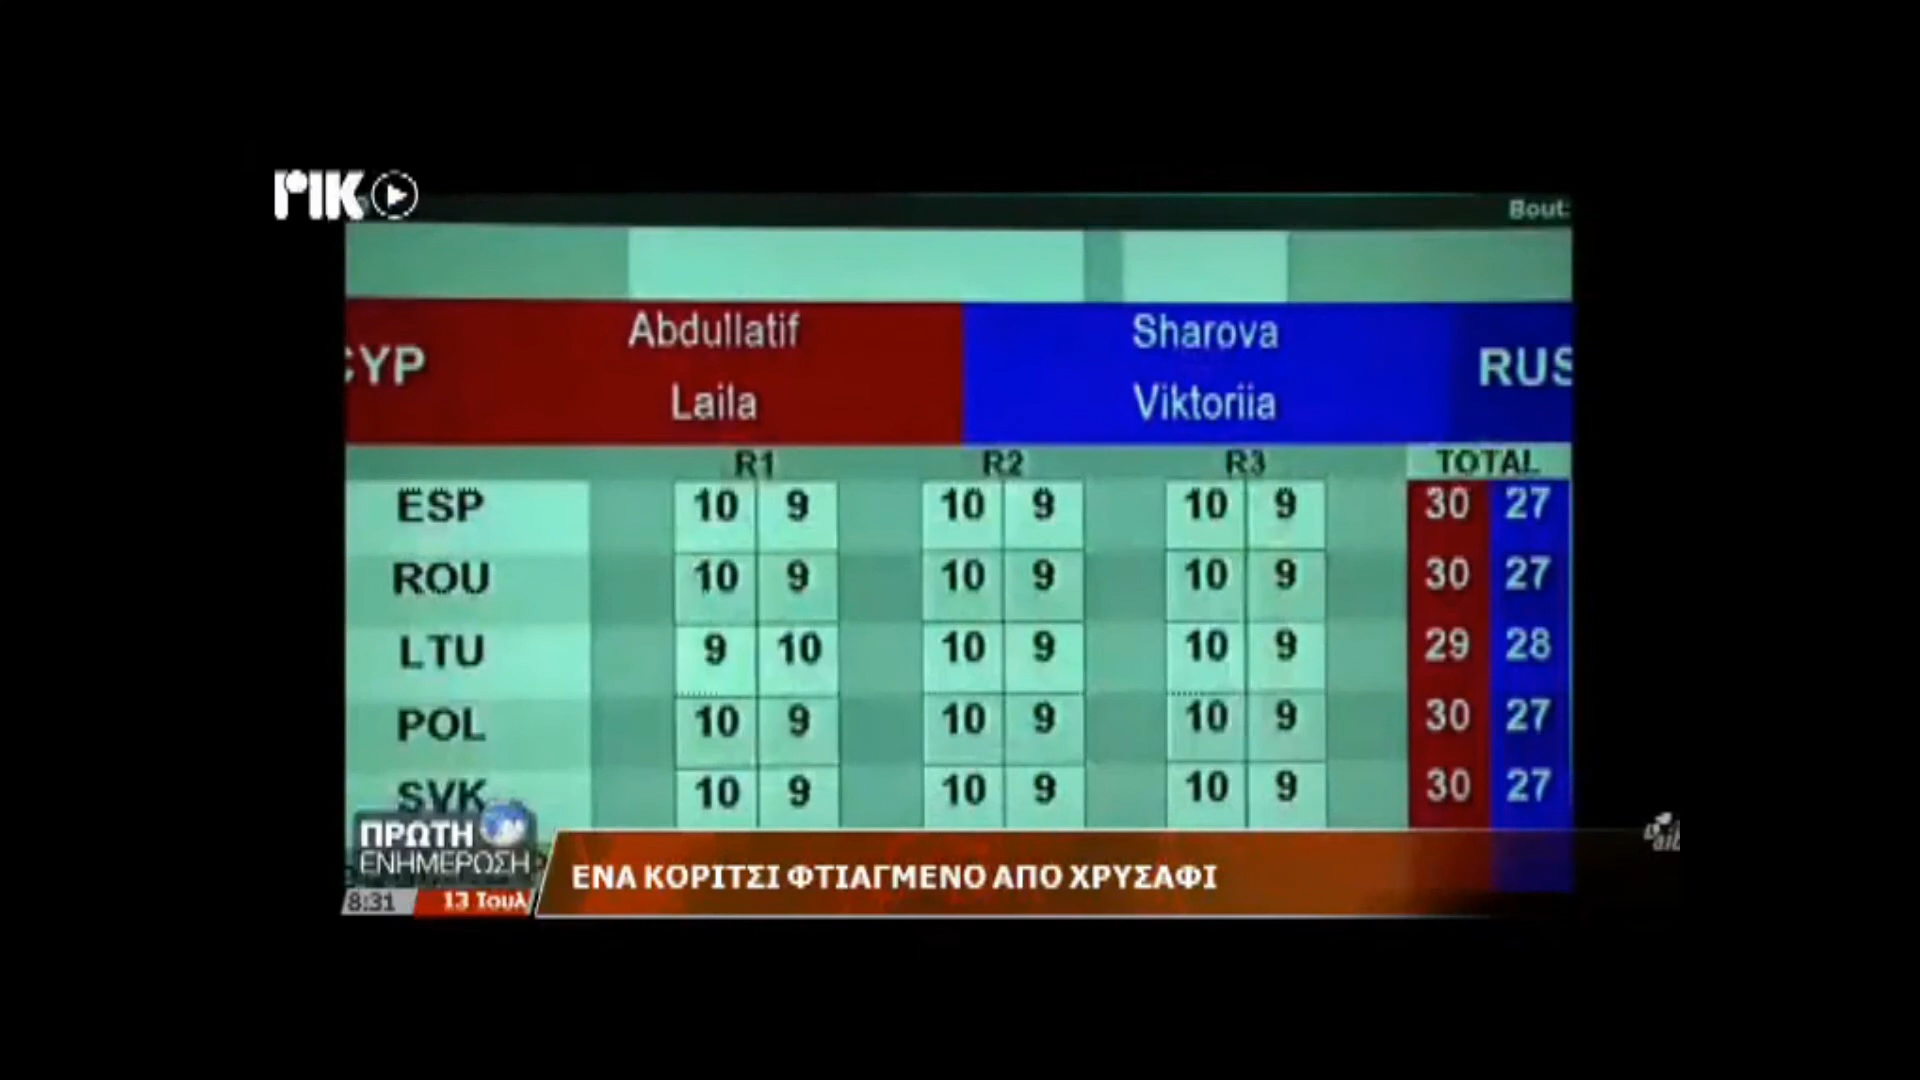 ΡΙΚ
Bout:
CYP Abdullatif Laila
Sharova Viktoriia RUS
R1 R2 R3 TOTAL
ESP 10 9 10 9 10 9 30 27
ROU 10 9 10 9 10 9 30 27
LTU 9 10 10 9 10 9 29 28
POL 10 9 10 9 10 9 30 27
SVK 10 9 10 9 10 9 30 27
ΠΡΩΤΗ
ΕΝΗΜΕΡΩΣΗ
ΕΝΑ ΚΟΡΙΤΣΙ ΦΤΙΑΓΜΕΝΟ ΑΠΟ ΧΡΥΣΑΦΙ
8:31 13 Ιουλ